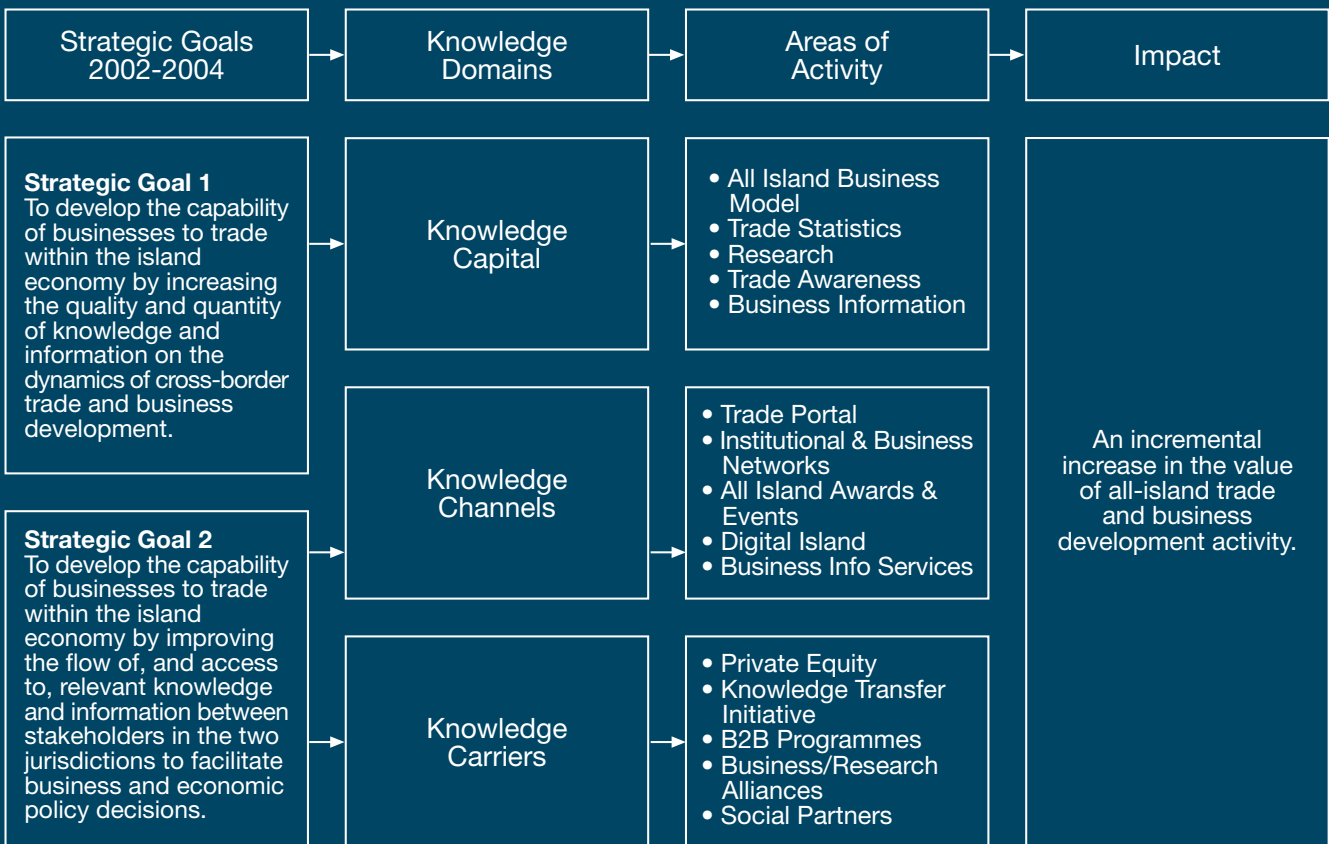 Strategic Goals
2002-2004
Knowledge
Domains
Areas of
Activity
Impact
Strategic Goal 1
To develop the capability
of businesses to trade
within the island
economy by increasing
the quality and quantity
of knowledge and
information on the
dynamics of cross-border
trade and business
development.
Knowledge
Capital
• All Island Business
Model
• Trade Statistics
• Research
• Trade Awareness
• Business Information
Knowledge
Channels
• Trade Portal
• Institutional & Business
Networks
• All Island Awards &
Events
• Digital Island
• Business Info Services
Strategic Goal 2
To develop the capability
of businesses to trade
within the island
economy by improving
the flow of, and access
to, relevant knowledge
and information between
stakeholders in the two
jurisdictions to facilitate
business and economic
policy decisions.
Knowledge
Carriers
• Private Equity
• Knowledge Transfer
Initiative
• B2B Programmes
• Business/Research
Alliances
• Social Partners
An incremental
increase in the value
of all-island trade
and business
development activity.